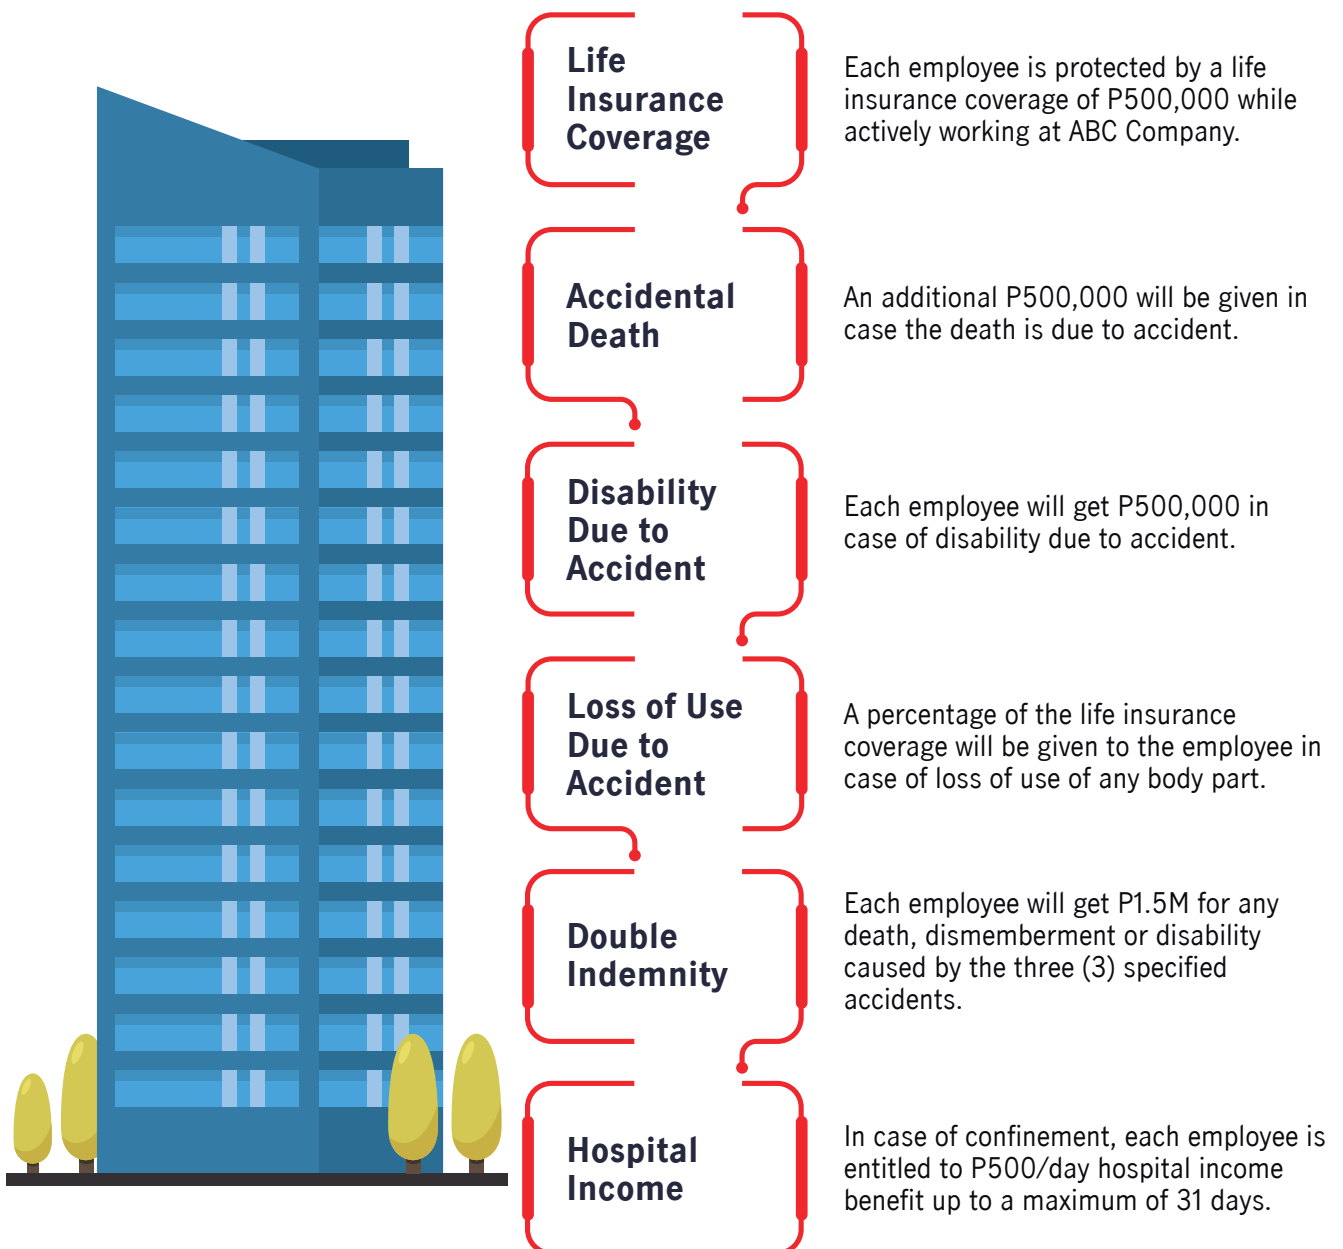 Life
Insurance
Coverage
Each employee is protected by a life
insurance coverage of P500,000 while
actively working at ABC Company.
Accidental
Death
An additional P500,000 will be given in
case the death is due to accident.
Disability
Due to
Accident
Each employee will get P500,000 in
case of disability due to accident.
Loss of Use
Due to
Accident
A percentage of the life insurance
coverage will be given to the employee in
case of loss of use of any body part.
Double
Indemnity
Each employee will get P1.5M for any
death, dismemberment or disability
caused by the three (3) specified
accidents.
Hospital
Income
In case of confinement, each employee is
entitled to P500/day hospital income
benefit up to a maximum of 31 days.